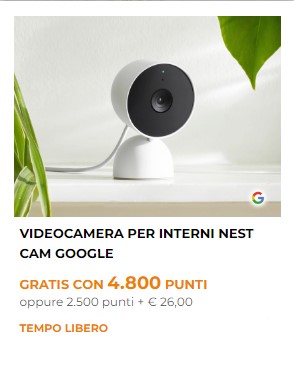 VIDEOCAMERA PER INTERNI NEST
CAM GOOGLE
GRATIS CON 4.800 PUNTI
oppure 2.500 punti + € 26,00
TEMPO LIBERO